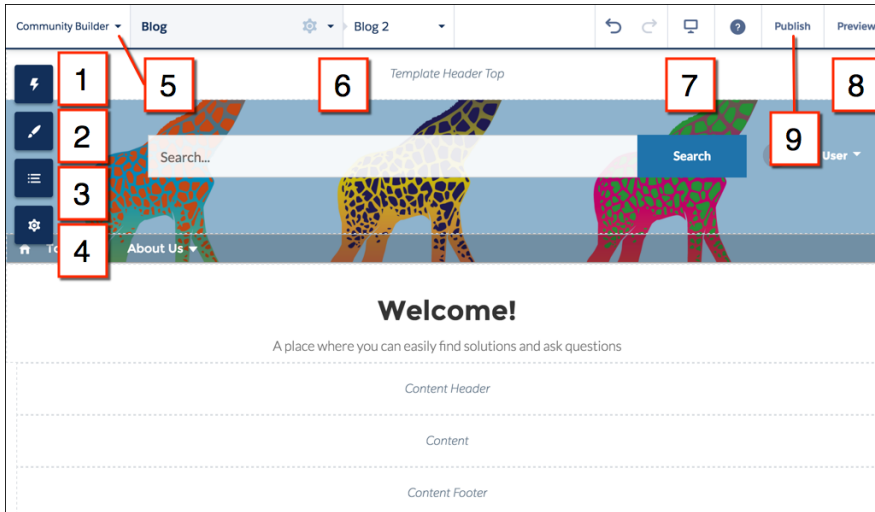 Community Builder Blog Blog 2 Publish Preview
1 5 6 Template Header Top 7 8
2 Search... Search 9 User
3
4 To About Us
Welcome!
A place where you can easily find solutions and ask questions
Content Header
Content
Content Footer